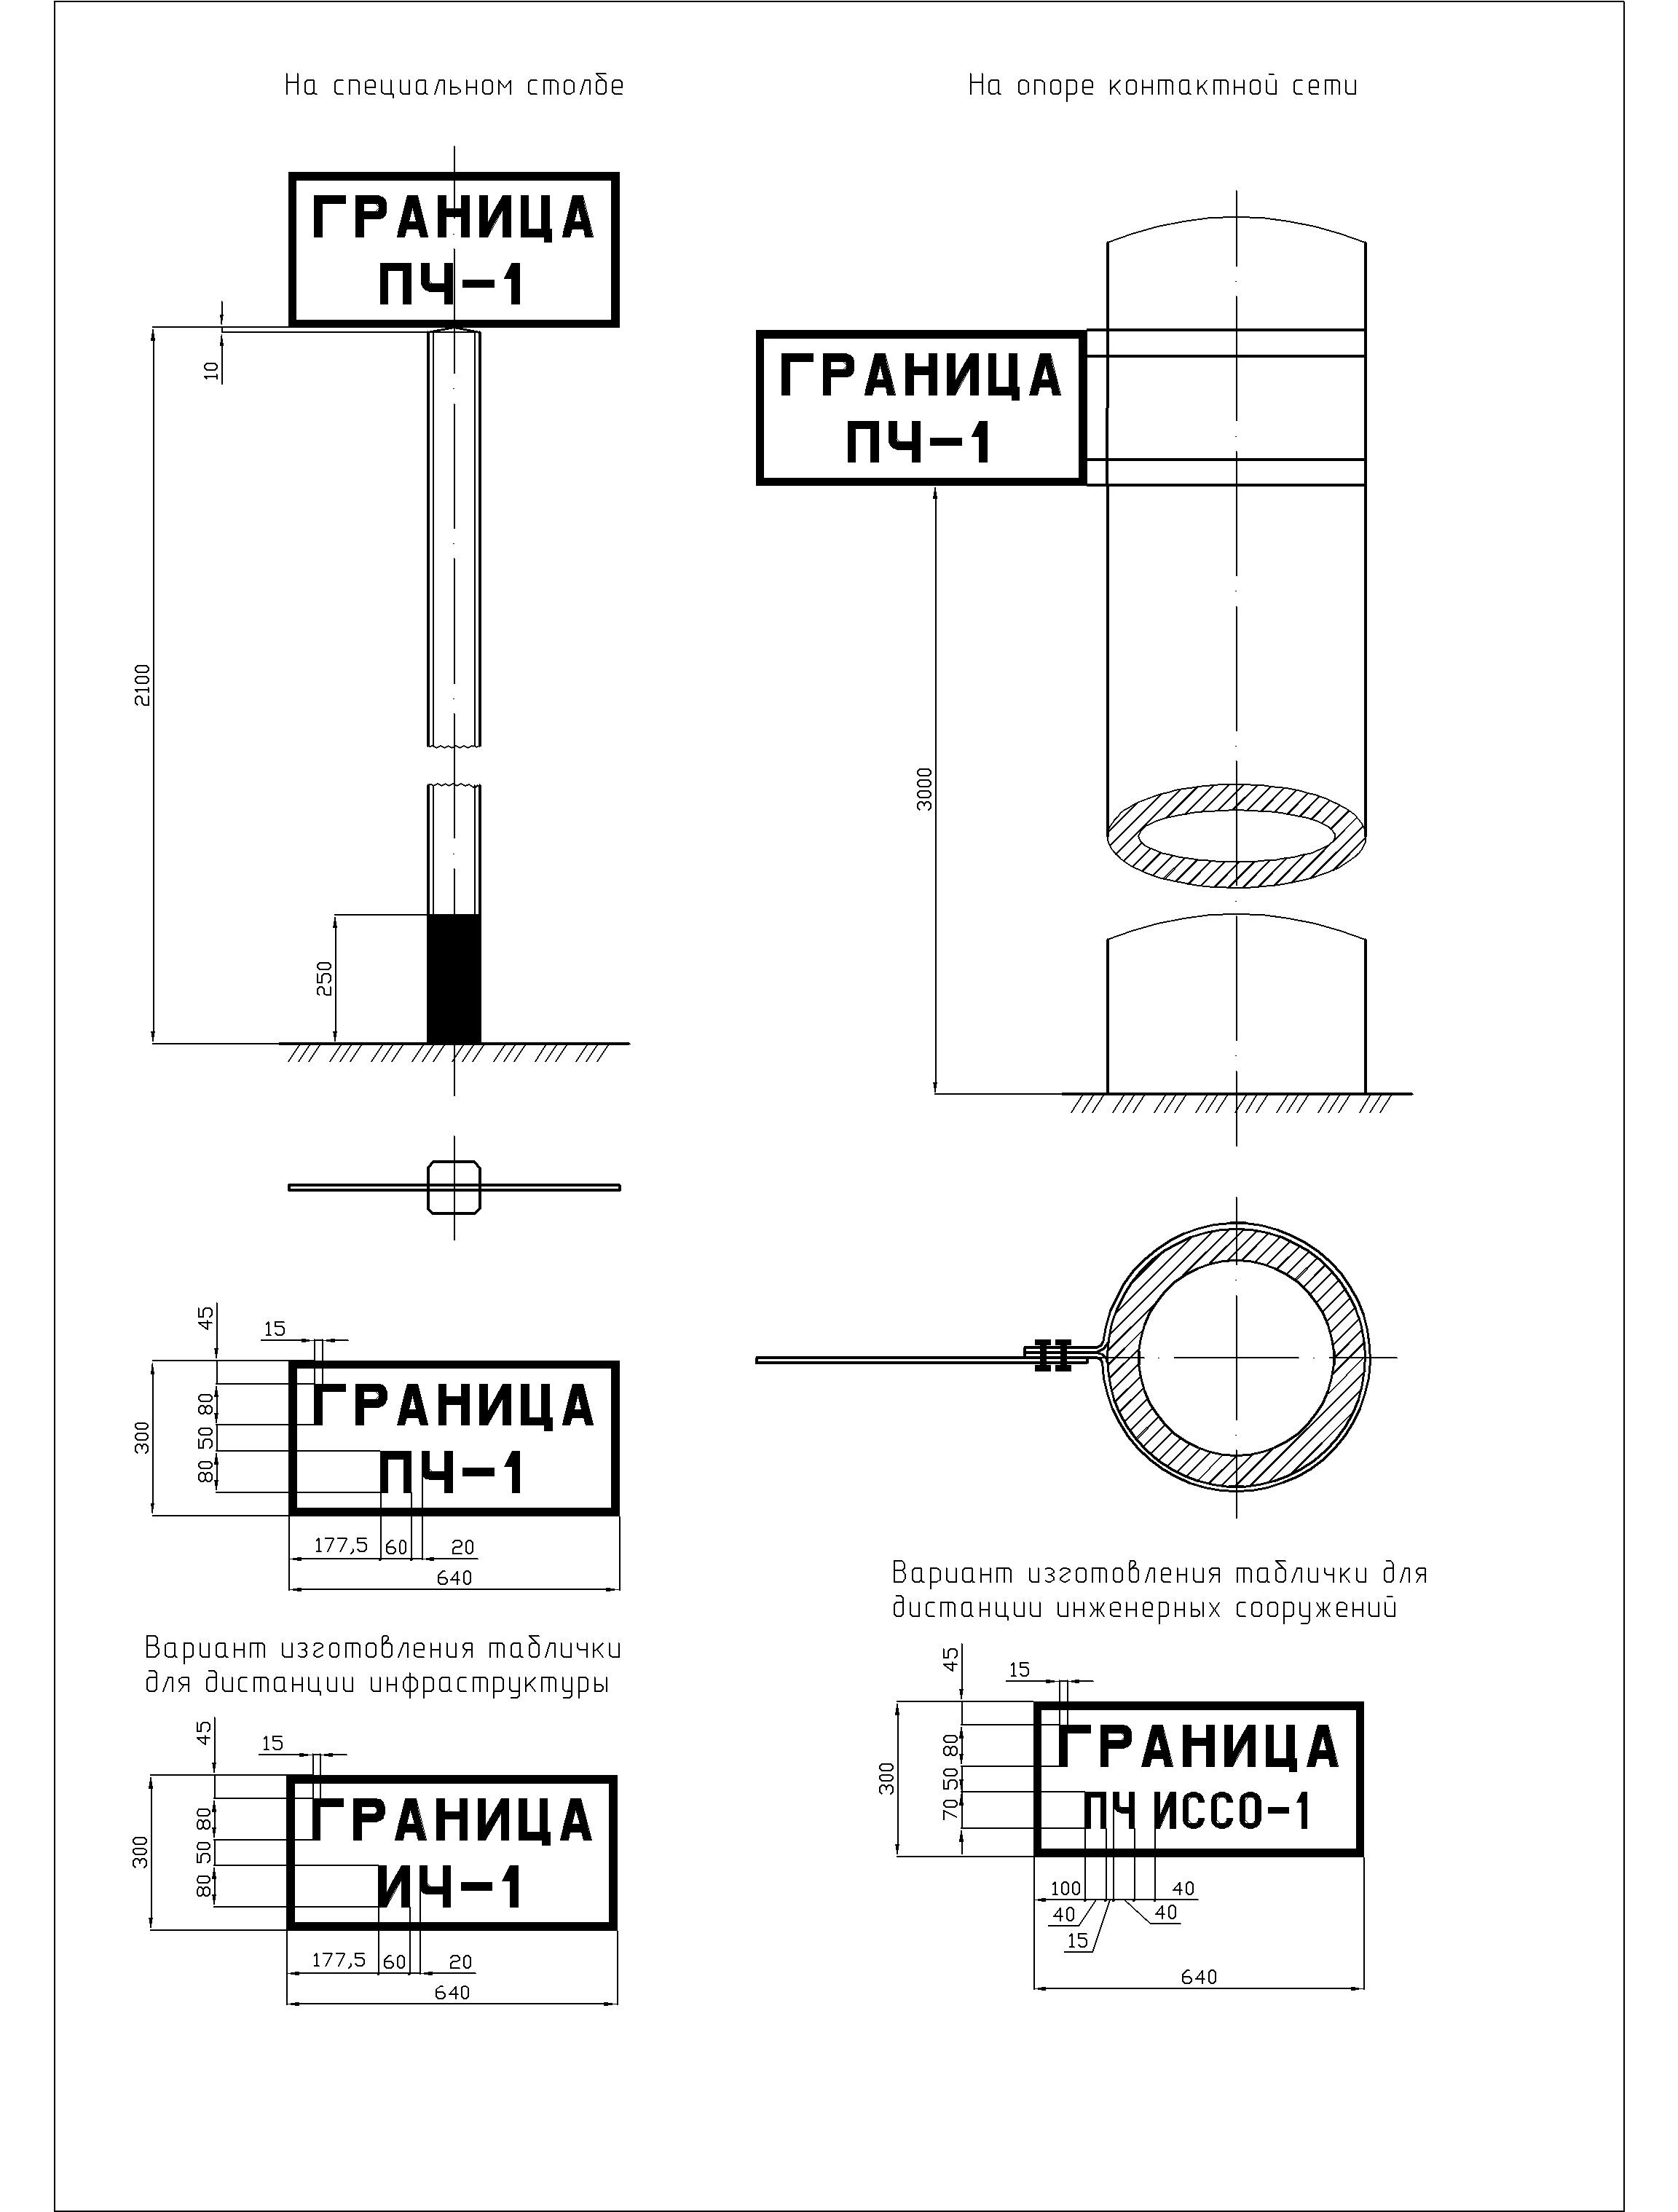 На специальном столбе
На опоре контактной сети
ГРАНИЦА
ПЧ-1
10
2100
250
ГРАНИЦА
ПЧ-1
3000
45
15
300
80
50
80
ГРАНИЦА
ПЧ-1
177,5
60
20
640
Вариант изготовления таблички
для дистанции инфраструктуры
45
15
300
80
50
80
ГРАНИЦА
ИЧ-1
177,5
60
20
640
Вариант изготовления таблички для
дистанции инженерных сооружений
45
15
300
80
50
70
ГРАНИЦА
ПЧ ИССО-1
100
40
40
40
15
640